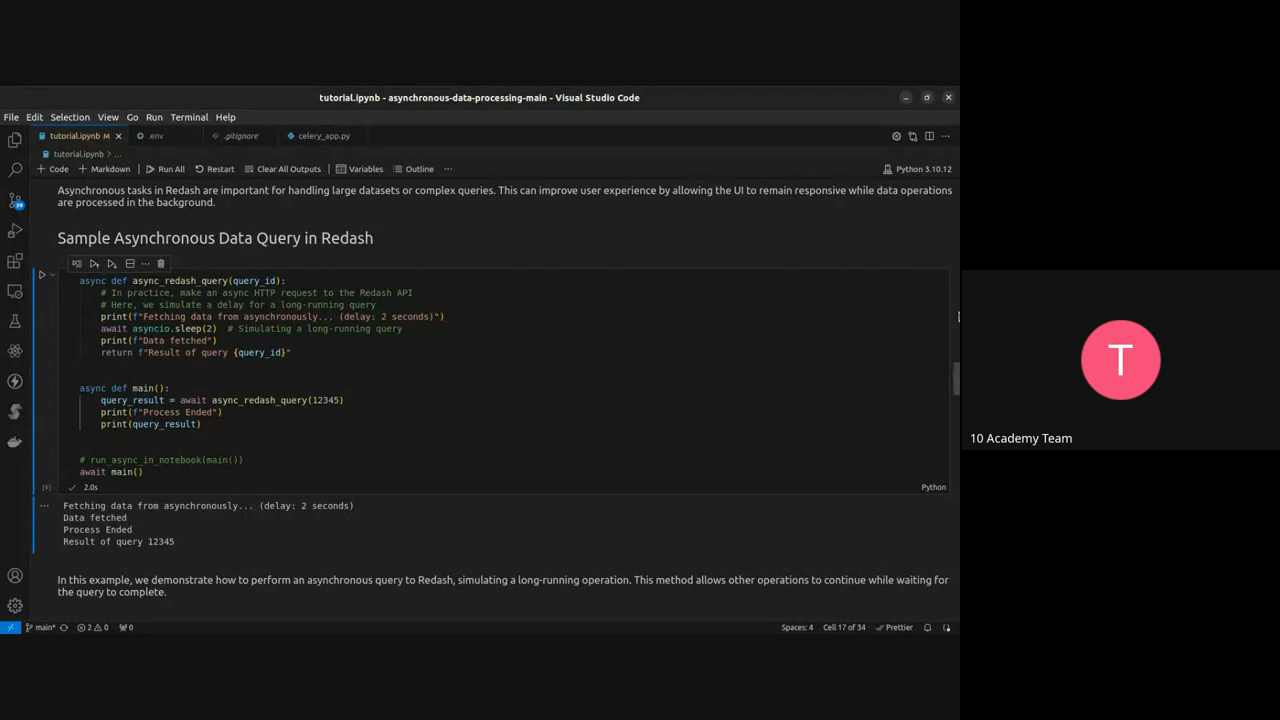 tutorial.ipynb - asynchronous-data-processing-main - Visual Studio Code
File Edit Selection View Go Run Terminal Help
tutorial.ipynb M .env .gitignore celery_app.py
tutorial.ipynb > ...
+ Code + Markdown Run All Restart Clear All Outputs Variables Outline ... Python 3.10.12
Asynchronous tasks in Redash are important for handling large datasets or complex queries. This can improve user experience by allowing the UI to remain responsive while data operations
are processed in the background.
Sample Asynchronous Data Query in Redash
async def async_redash_query(query_id):
# In practice, make an async HTTP request to the Redash API
# Here, we simulate a delay for a long-running query
print(f"Fetching data from asynchronously... (delay: 2 seconds)")
await asyncio.sleep(2)  # Simulating a long-running query
print(f"Data fetched")
return f"Result of query {query_id}"
async def main():
query_result = await async_redash_query(12345)
print(f"Process Ended")
print(query_result)
# run_async_in_notebook(main())
await main()
2.0s Python
Fetching data from asynchronously... (delay: 2 seconds)
Data fetched
Process Ended
Result of query 12345
In this example, we demonstrate how to perform an asynchronous query to Redash, simulating a long-running operation. This method allows other operations to continue while waiting for
the query to complete.
main* 2 0 0 Spaces: 4 Cell 17 of 34 Prettier
39
T
10 Academy Team